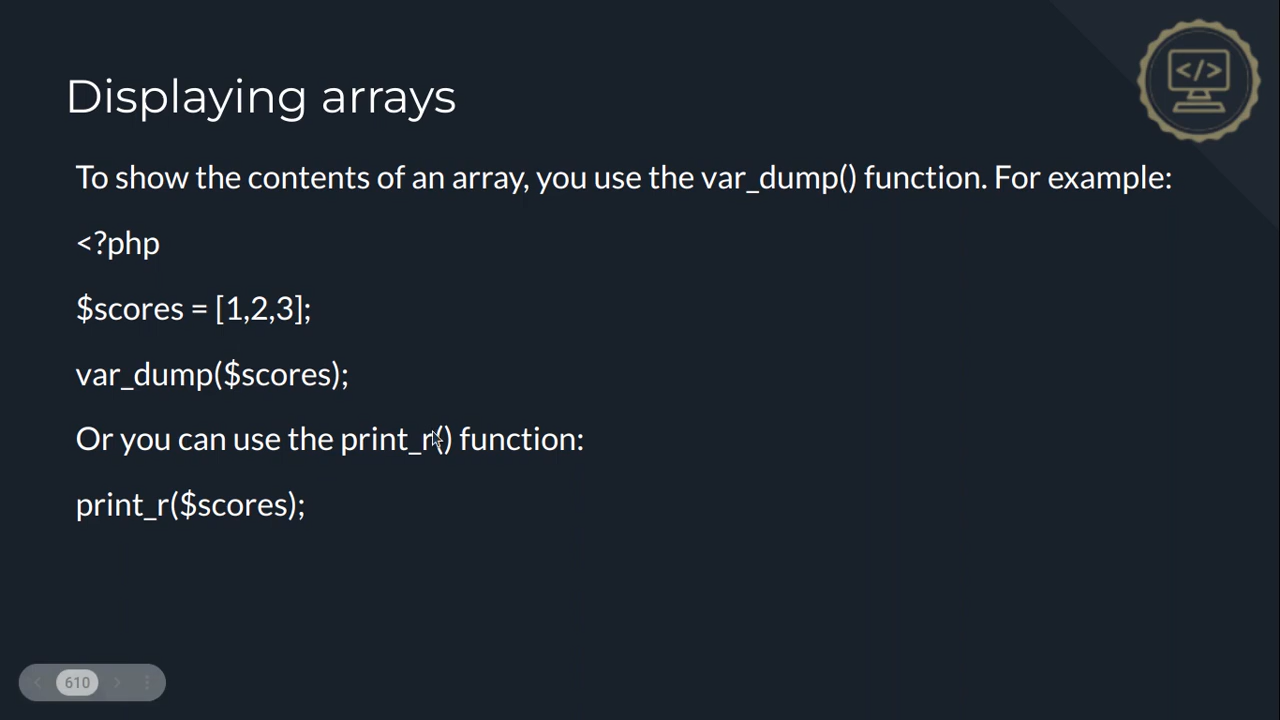 Displaying arrays
To show the contents of an array, you use the var_dump() function. For example:
<?php
$scores = [1,2,3];
var_dump($scores);
Or you can use the print_r() function:
print_r($scores);
610